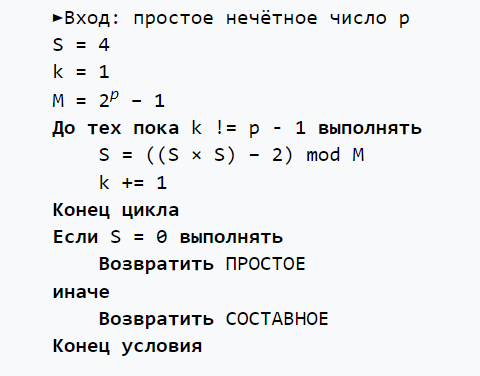 ►Вход: простое нечётное число p
S = 4
k = 1
M = 2ᵖ − 1
До тех пока k != p - 1 выполнять
    S = ((S × S) − 2) mod M
    k += 1
Конец цикла
Если S = 0 выполнять
    Возвратить ПРОСТОЕ
иначе
    Возвратить СОСТАВНОЕ
Конец условия